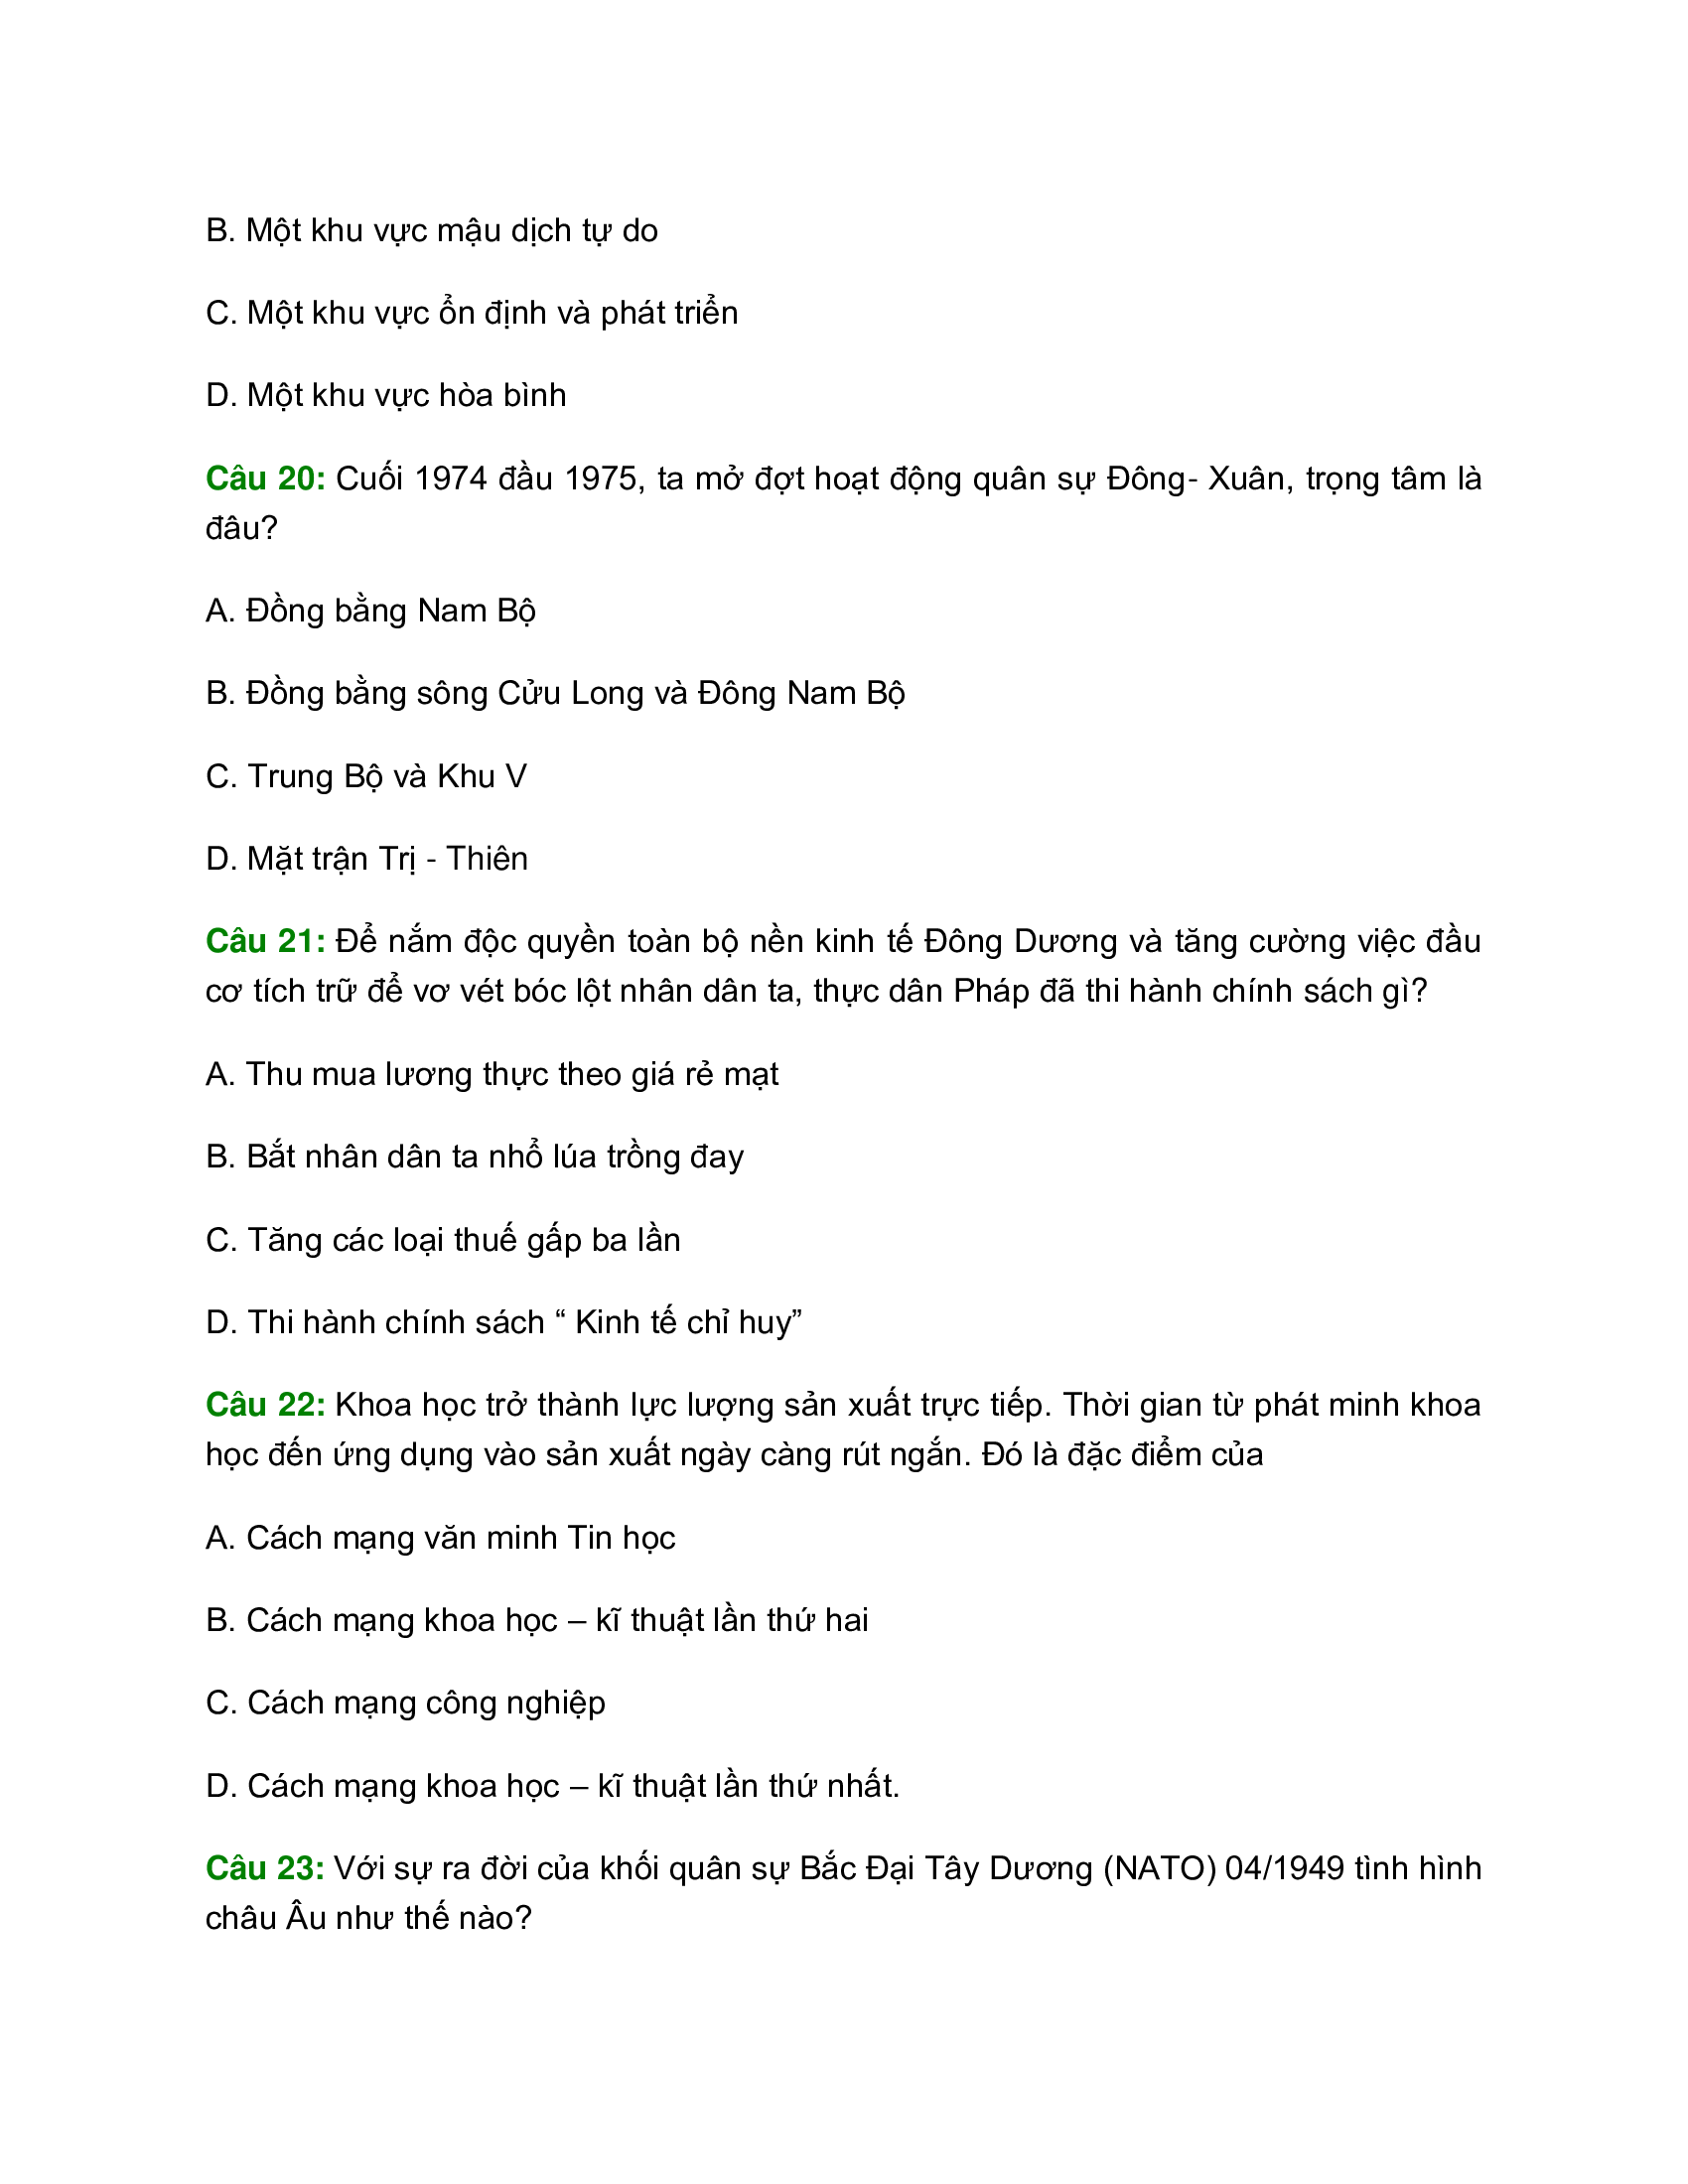 B. Một khu vực mậu dịch tự do
C. Một khu vực ổn định và phát triển
D. Một khu vực hòa bình
Câu 20: Cuối 1974 đầu 1975, ta mở đợt hoạt động quân sự Đông- Xuân, trọng tâm là
đâu?
A. Đồng bằng Nam Bộ
B. Đồng bằng sông Cửu Long và Đông Nam Bộ
C. Trung Bộ và Khu V
D. Mặt trận Trị - Thiên
Câu 21: Để nắm độc quyền toàn bộ nền kinh tế Đông Dương và tăng cường việc đầu
cơ tích trữ để vơ vét bóc lột nhân dân ta, thực dân Pháp đã thi hành chính sách gì?
A. Thu mua lương thực theo giá rẻ mạt
B. Bắt nhân dân ta nhổ lúa trồng đay
C. Tăng các loại thuế gấp ba lần
D. Thi hành chính sách “ Kinh tế chỉ huy”
Câu 22: Khoa học trở thành lực lượng sản xuất trực tiếp. Thời gian từ phát minh khoa
học đến ứng dụng vào sản xuất ngày càng rút ngắn. Đó là đặc điểm của
A. Cách mạng văn minh Tin học
B. Cách mạng khoa học – kĩ thuật lần thứ hai
C. Cách mạng công nghiệp
D. Cách mạng khoa học – kĩ thuật lần thứ nhất.
Câu 23: Với sự ra đời của khối quân sự Bắc Đại Tây Dương (NATO) 04/1949 tình hình
châu Âu như thế nào?